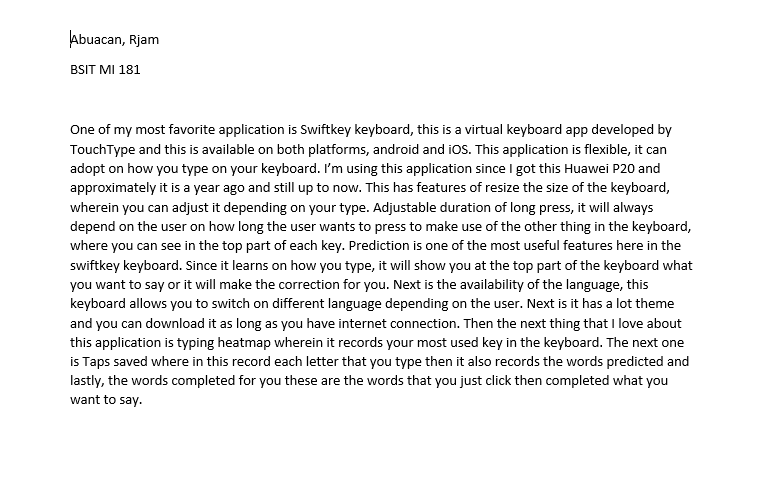 Abuacan, Rjam
BSIT MI 181
One of my most favorite application is Swiftkey keyboard, this is a virtual keyboard app developed by
TouchType and this is available on both platforms, android and iOS. This application is flexible, it can
adopt on how you type on your keyboard. I’m using this application since I got this Huawei P20 and
approximately it is a year ago and still up to now. This has features of resize the size of the keyboard,
wherein you can adjust it depending on your type. Adjustable duration of long press, it will always
depend on the user on how long the user wants to press to make use of the other thing in the keyboard,
where you can see in the top part of each key. Prediction is one of the most useful features here in the
swiftkey keyboard. Since it learns on how you type, it will show you at the top part of the keyboard what
you want to say or it will make the correction for you. Next is the availability of the language, this
keyboard allows you to switch on different language depending on the user. Next is it has a lot theme
and you can download it as long as you have internet connection. Then the next thing that I love about
this application is typing heatmap wherein it records your most used key in the keyboard. The next one
is Taps saved where in this record each letter that you type then it also records the words predicted and
lastly, the words completed for you these are the words that you just click then completed what you
want to say.